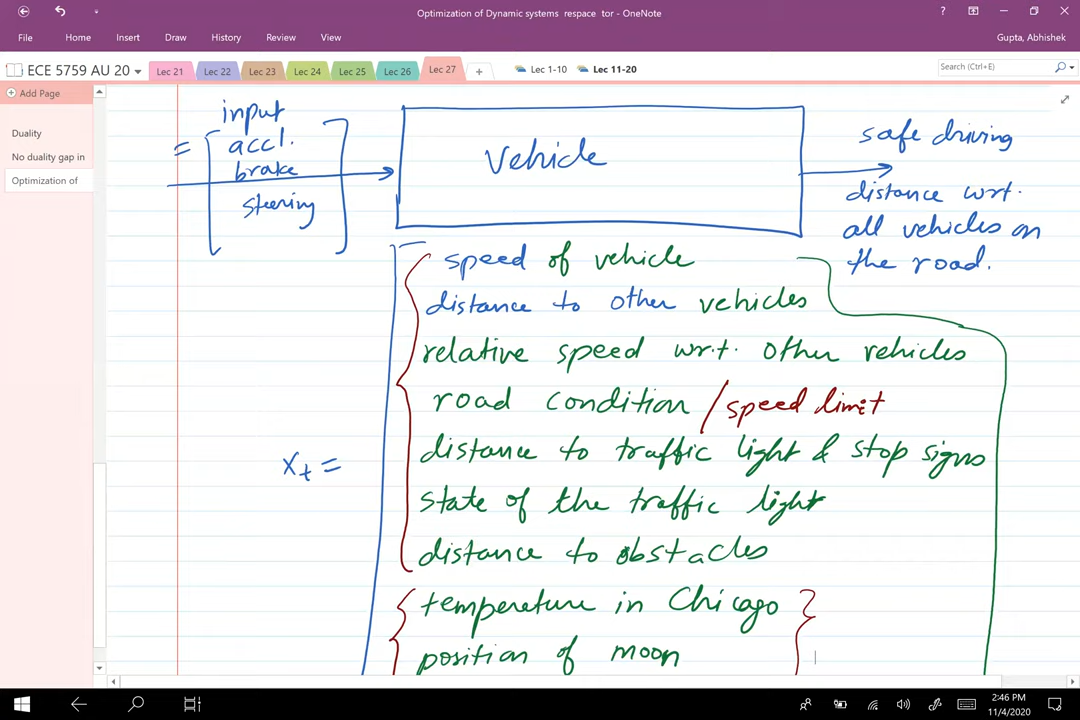 Optimization of Dynamic systems respace tor - OneNote
?
File
Home
Insert
Draw
History
Review
View
Gupta, Abhishek
ECE 5759 AU 20
Lec 21
Lec 22
Lec 23
Lec 24
Lec 25
Lec 26
Lec 27
+
Lec 1-10
Lec 11-20
Search (Ctrl+E)
Add Page
Duality
No duality gap in
Optimization of
input
= accl.
brake
steering
Vehicle
safe driving
distance wrt.
all vehicles on
the road.
speed of vehicle
distance to other vehicles
relative speed wr.t. other vehicles
road condition / speed limit
distance to traffic light & stop signs
xt =
state of the traffic light
distance to obstacles
tempereture in Chicago
position of moon
2:46 PM
11/4/2020